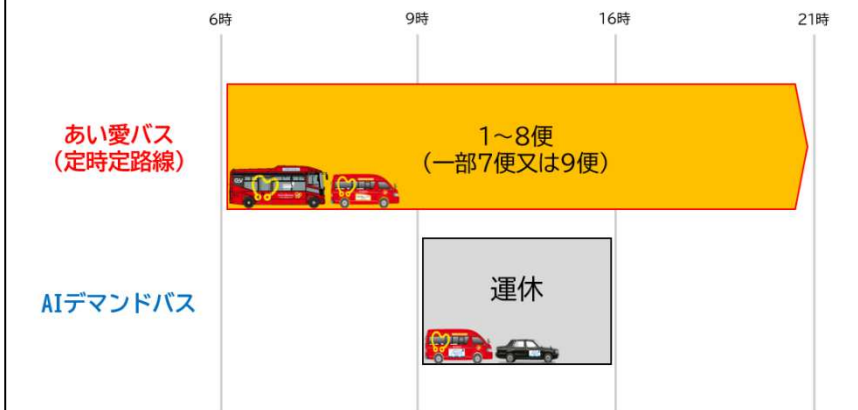 6時 9時 16時 21時
あい愛バス
(定時定路線)
1~8便
(一部7便又は9便)
AIデマンドバス
運休